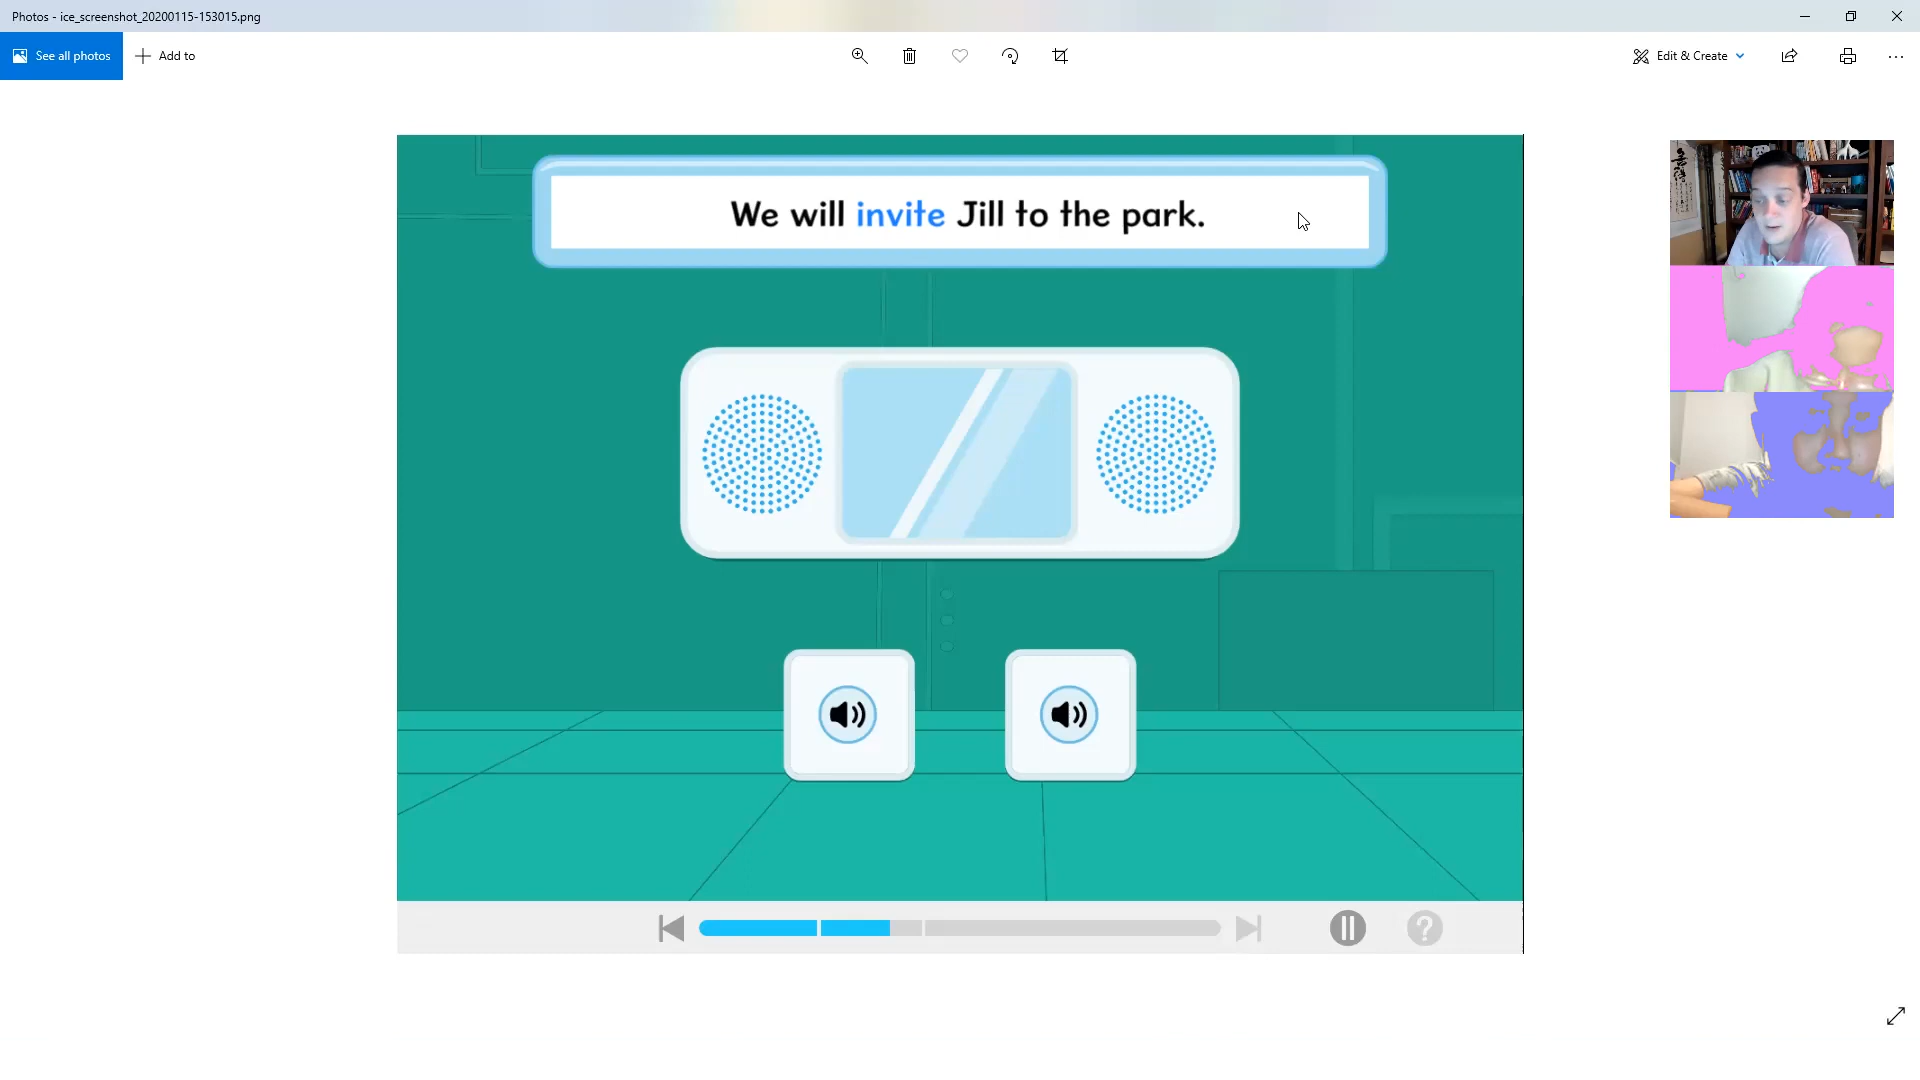 Photos - ice_screenshot_20200115-153015.png
See all photos
Add to
Edit & Create
We will invite Jill to the park.
?